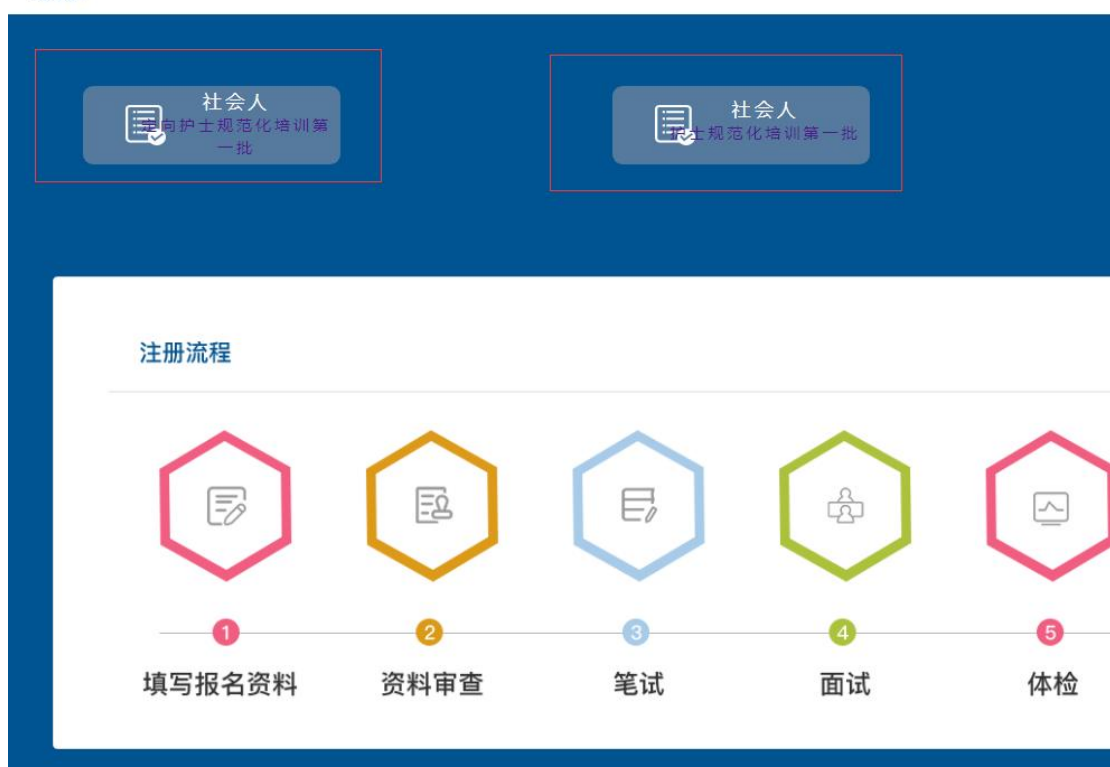 社会人
定向护士规范化培训第
一批
社会人
护士规范化培训第一批
注册流程
1
2
3
4
5
填写报名资料
资料审查
笔试
面试
体检